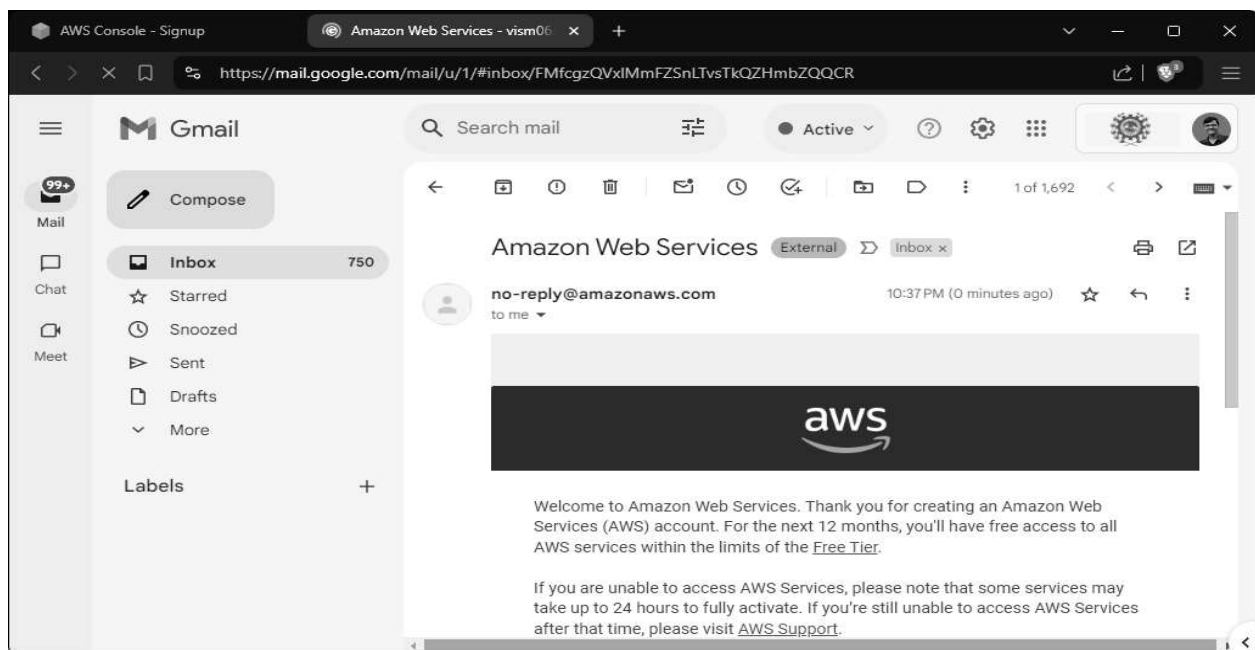 AWS Console - Signup
Amazon Web Services - vism06
https://mail.google.com/mail/u/1/#inbox/FMfcgzQVxlMmFZSnLTvsTkQZHmbZQQCR
3
Gmail
Search mail
Active
99+
Mail
Compose
1 of 1,692
Amazon Web Services External Inbox x
Inbox 750
Chat
Starred
no-reply@amazonaws.com 10:37 PM (0 minutes ago)
to me
Snoozed
Meet
Sent
Drafts
More
aws
Labels
Welcome to Amazon Web Services. Thank you for creating an Amazon Web
Services (AWS) account. For the next 12 months, you'll have free access to all
AWS services within the limits of the Free Tier.
If you are unable to access AWS Services, please note that some services may
take up to 24 hours to fully activate. If you're still unable to access AWS Services
after that time, please visit AWS Support.